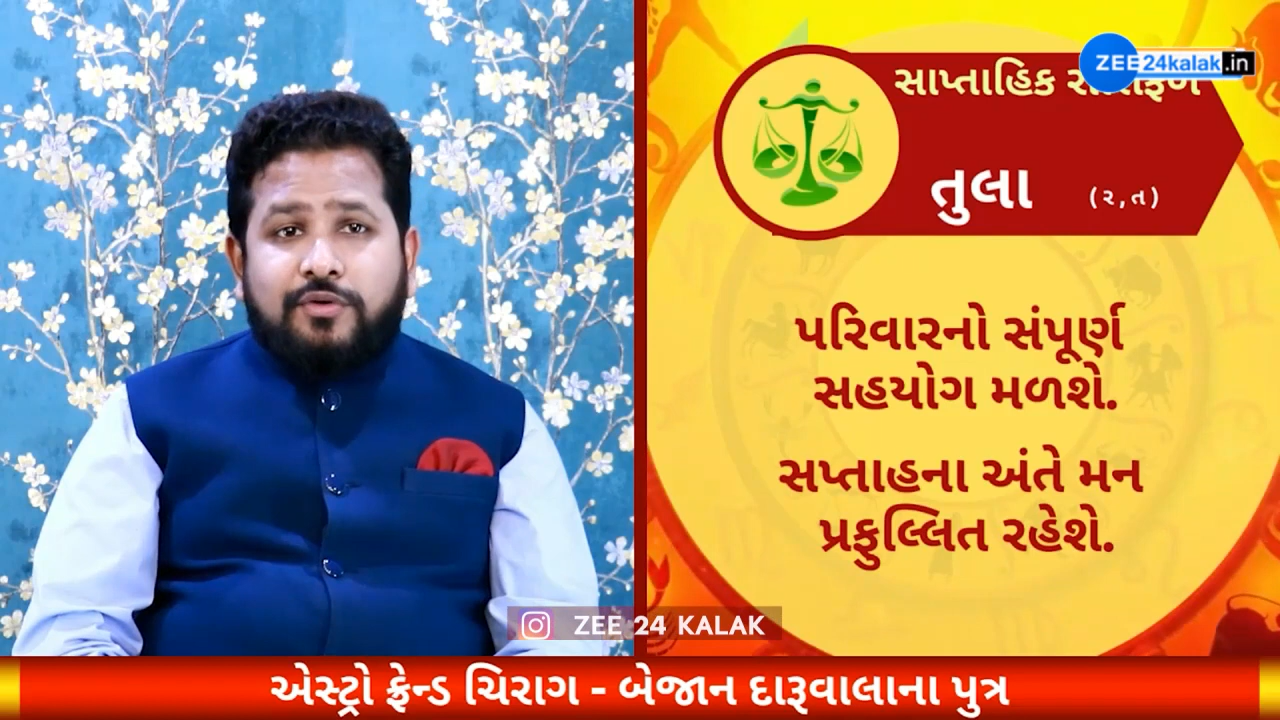 ZEE24kalak.in
સાપ્તાહિક
તુલા (ર,ત)
પરિવારનો સંપૂર્ણ
સહયોગ મળશે.
સપ્તાહના અંતે મન
પ્રફુલ્લિત રહેશે.
ZEE 24 KALAK
એસ્ટ્રો ફ્રેન્ડ ચિરાગ - બેજાન દારૂવાલાના પુત્ર